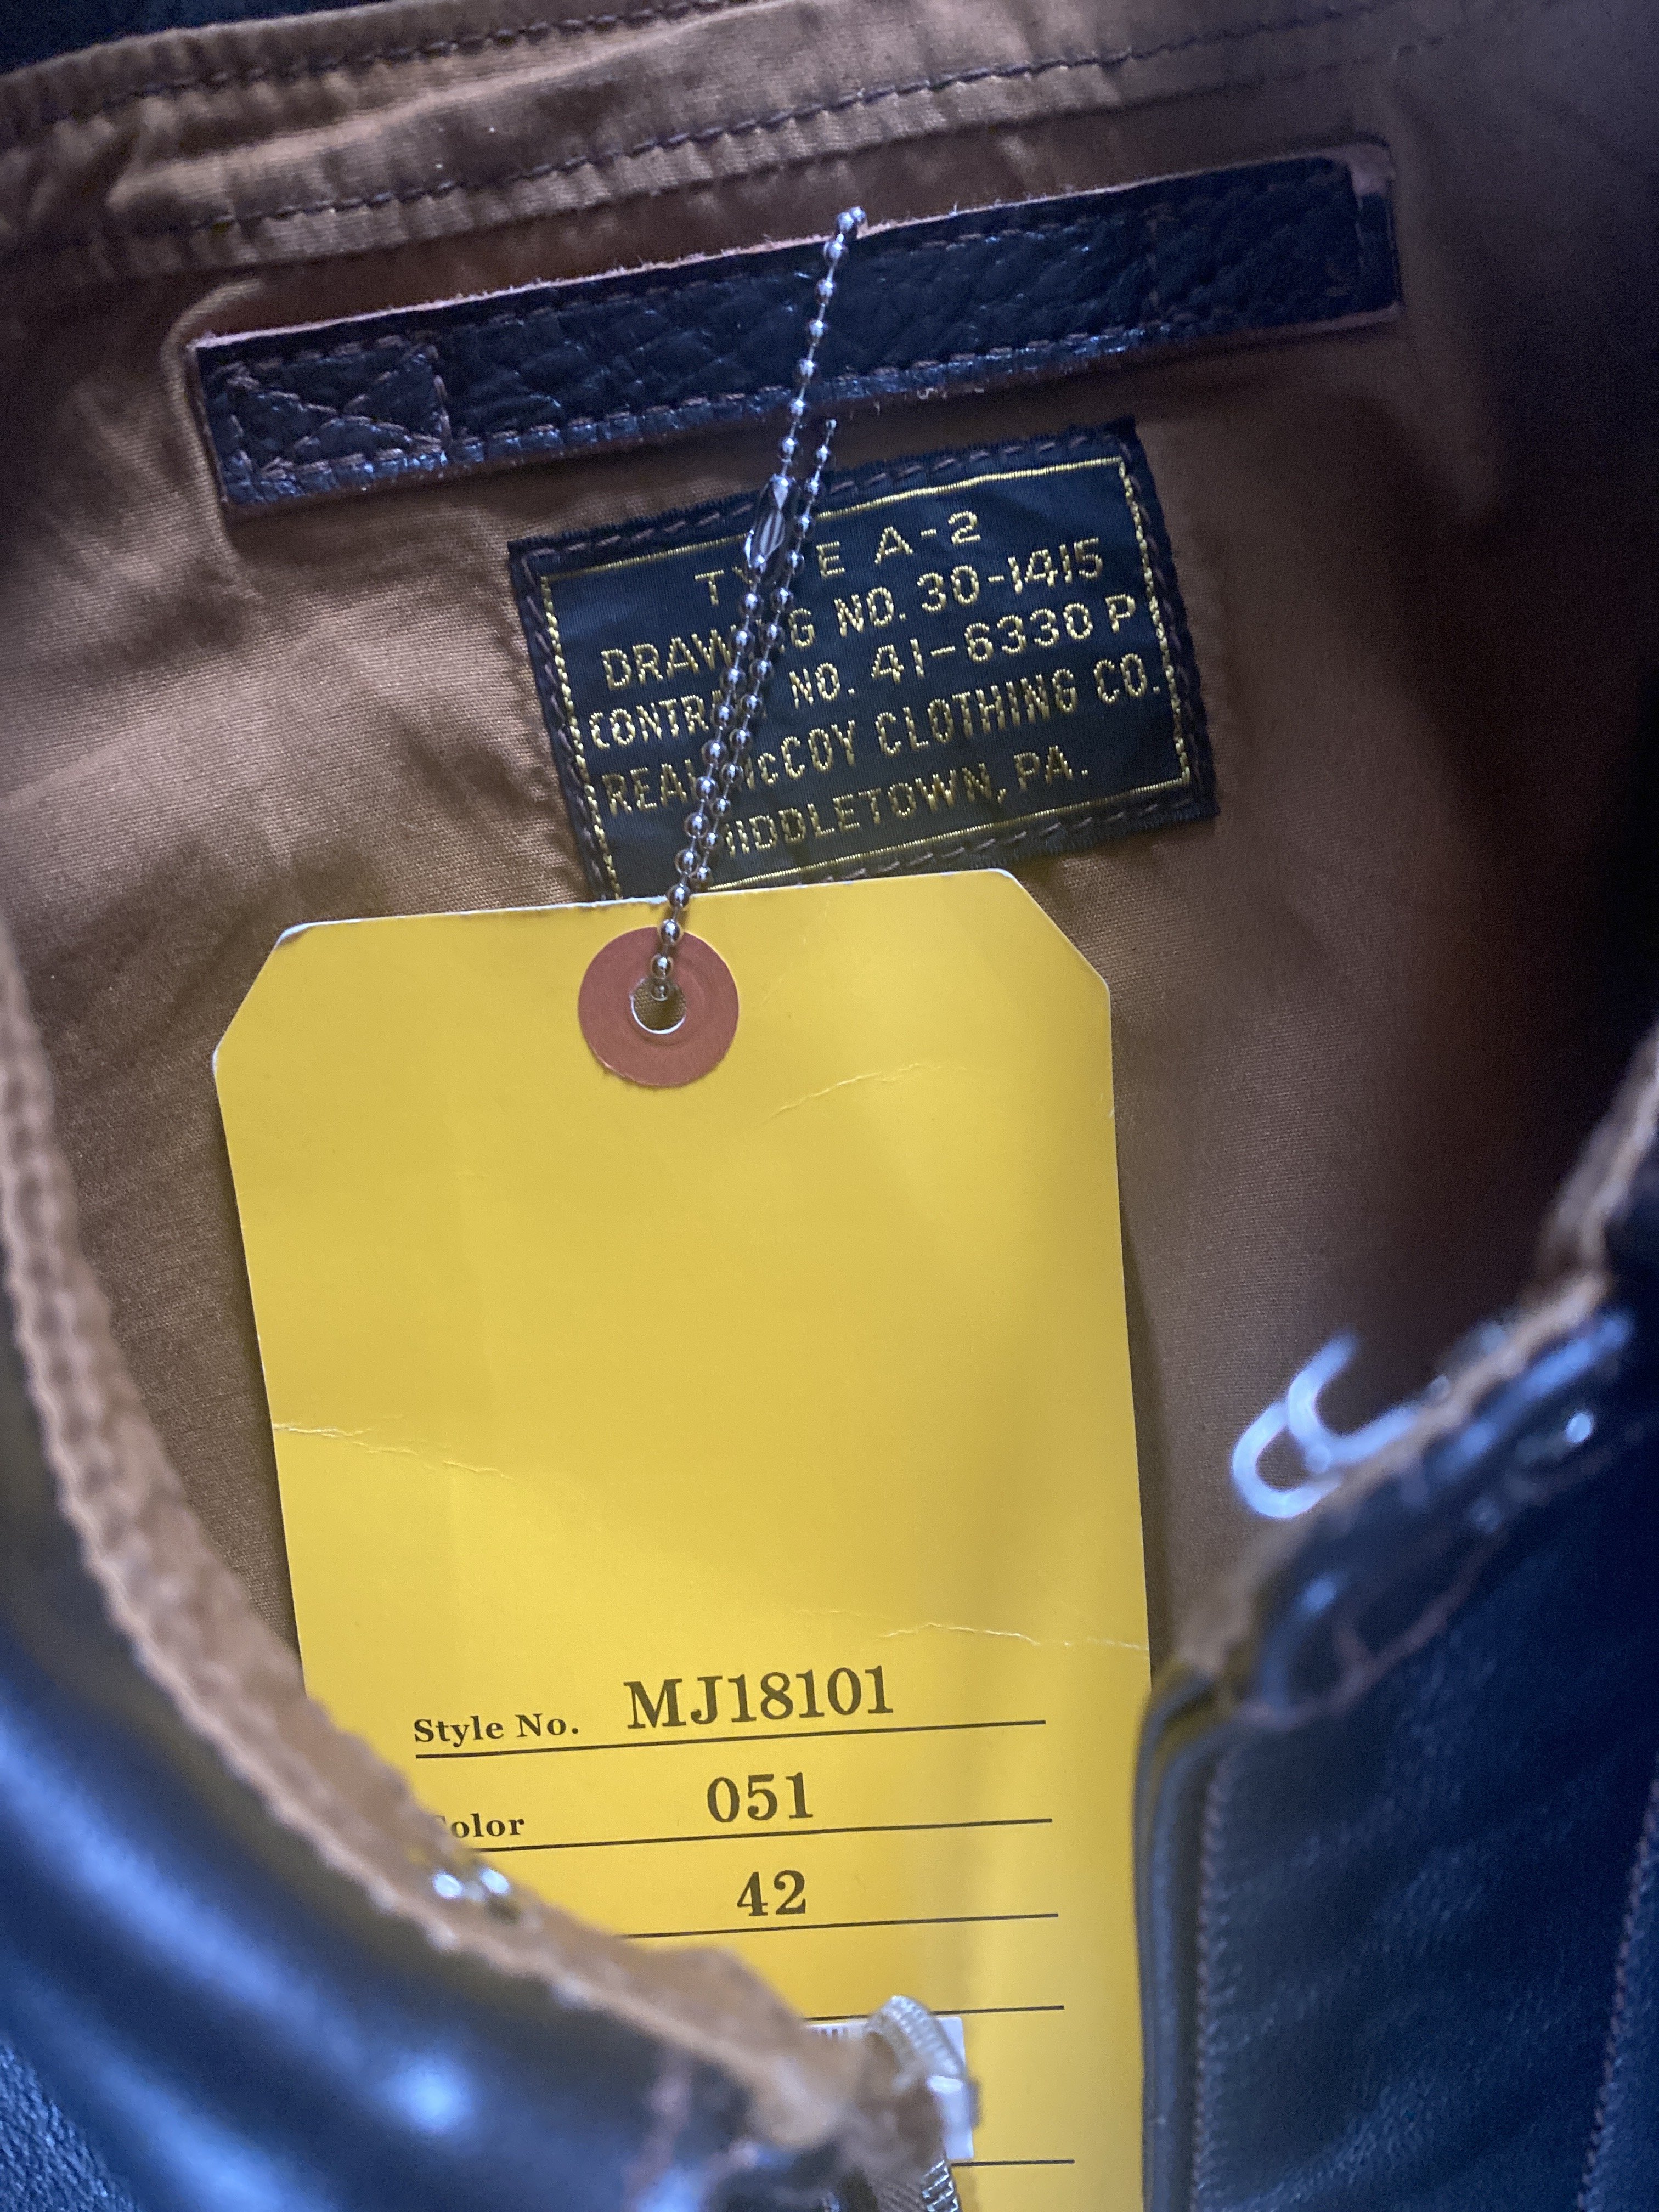 TYPE A-2
DRAWING NO. 30-1415
CONTRACT NO. 41-6330 P
REAL McCOY CLOTHING CO.
MIDDLETOWN, PA.
Style No. MJ18101
Color 051
42